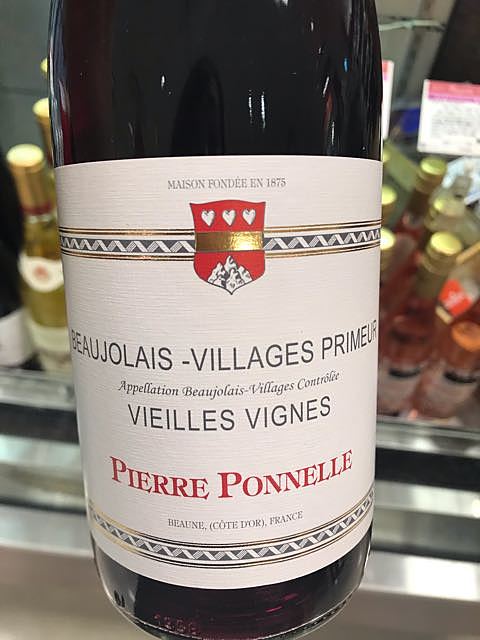 MAISON FONDÉE EN 1875
BEAUJOLAIS -VILLAGES PRIMEUR
Appellation Beaujolais-Villages Contrôlée
VIEILLES VIGNES
PIERRE PONNELLE
BEAUNE, (CÔTE D'OR), FRANCE